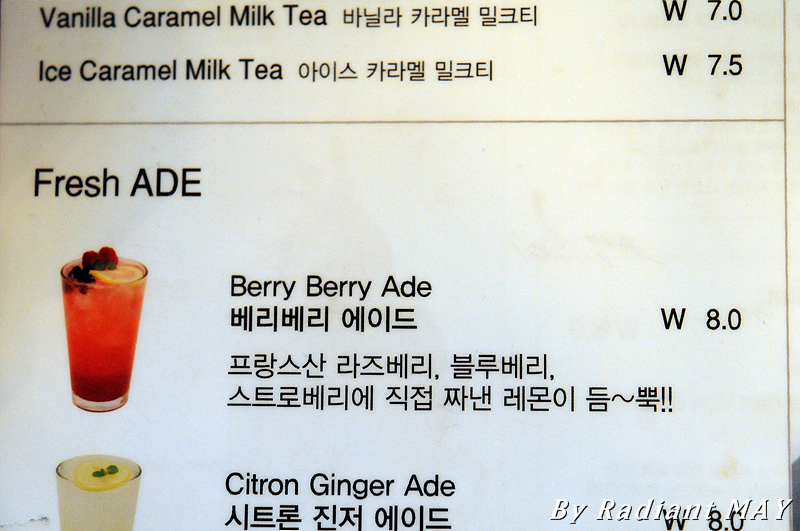 Vanilla Caramel Milk Tea 바닐라 카라멜 밀크티 W 7.0
Ice Caramel Milk Tea 아이스 카라멜 밀크티 W 7.5
Fresh ADE
Berry Berry Ade
베리베리 에이드 W 8.0
프랑스산 라즈베리, 블루베리,
스트로베리에 직접 짜낸 레몬이 듬~뿍!!
Citron Ginger Ade
시트론 진저 에이드 W 8.0
By Radiant MAY